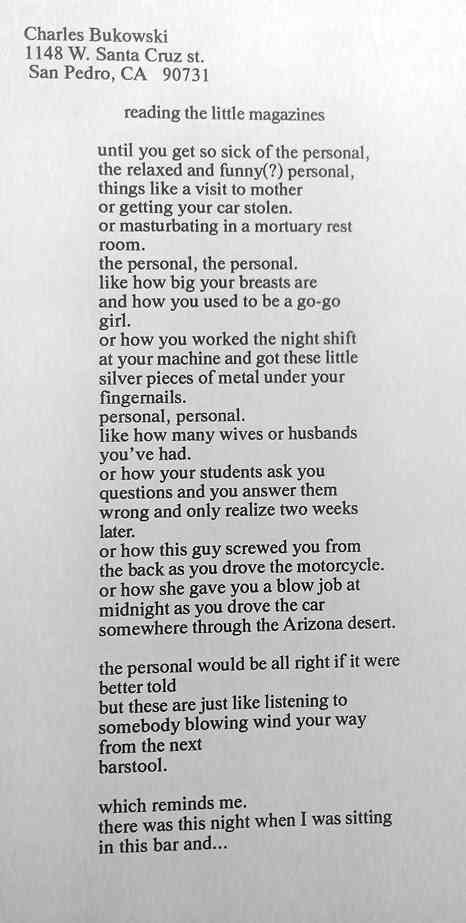 Charles Bukowski
1148 W. Santa Cruz st.
San Pedro, CA 90731
reading the little magazines
until you get so sick of the personal,
the relaxed and funny(?) personal,
things like a visit to mother
or getting your car stolen.
or masturbating in a mortuary rest
room.
the personal, the personal.
like how big your breasts are
and how you used to be a go-go
girl.
or how you worked the night shift
at your machine and got these little
silver pieces of metal under your
fingernails.
personal, personal.
like how many wives or husbands
you've had.
or how your students ask you
questions and you answer them
wrong and only realize two weeks
later.
or how this guy screwed you from
the back as you drove the motorcycle.
or how she gave you a blow job at
midnight as you drove the car
somewhere through the Arizona desert.
the personal would be all right if it were
better told
but these are just like listening to
somebody blowing wind your way
from the next
barstool.
which reminds me.
there was this night when I was sitting
in this bar and...